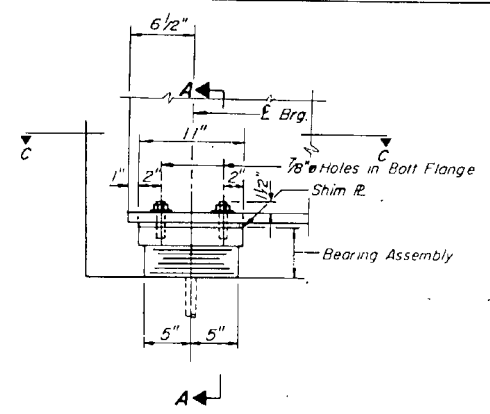 6 1/2"
A
℄ Brg.
11"
C
C
7/8"ø Holes in Bott Flange
1"
2"
2"
1 1/2"
Shim ℄
Bearing Assembly
5"
5"
A